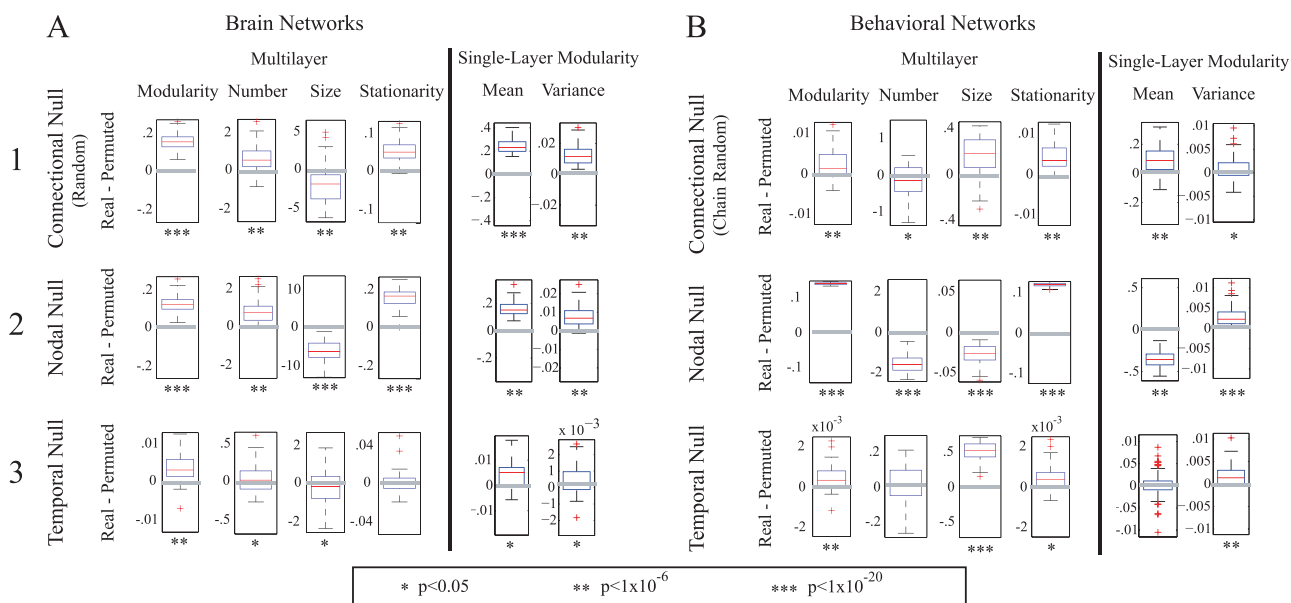 A Brain Networks
B Behavioral Networks
Multilayer
Single-Layer Modularity
Multilayer
Single-Layer Modularity
Modularity Number Size Stationarity Mean Variance
Modularity Number Size Stationarity Mean Variance
1
Connectional Null
(Random)
Real - Permuted
.2 0 -.2 ***
2 0 -2 **
5 0 -5 **
.1 0 -.1 **
.4 .2 0 −.2 −.4 ***
.02 0 −.02 **
Connectional Null
(Chain Random)
Real - Permuted
.01 0 -.01 **
1 0 -1 *
.4 0 -.4 **
.01 0 -.01 **
.2 0 -.2 **
.01 .005 0 −.005 −.01 *
2
Nodal Null
Real - Permuted
.2 0 -.2 ***
2 0 -2 **
10 0 -10 ***
.2 0 -.2 ***
.2 0 -.2 **
.02 .01 0 −.01 −.02 **
Nodal Null
Real - Permuted
.1 0 -.1 ***
2 0 -2 ***
.05 0 -.05 ***
.1 0 -.1 ***
.5 0 -.5 **
.01 .005 0 −.005 −.01 ***
3
Temporal Null
Real - Permuted
.01 0 -.01 **
.5 0 -.5 *
2 0 -2 *
.04 0 -.04
.01 0 -.01 *
x 10−3
2 1 0 −1 −2 *
Temporal Null
Real - Permuted
x10-3
2 0 -2 **
.2 0 -.2
.5 0 -.5 ***
x10-3
2 0 -2 *
.01 .005 0 -.005 -.01
.01 .005 0 −.005 −.01 **
* p<0.05 ** p<1x10-6 *** p<1x10-20